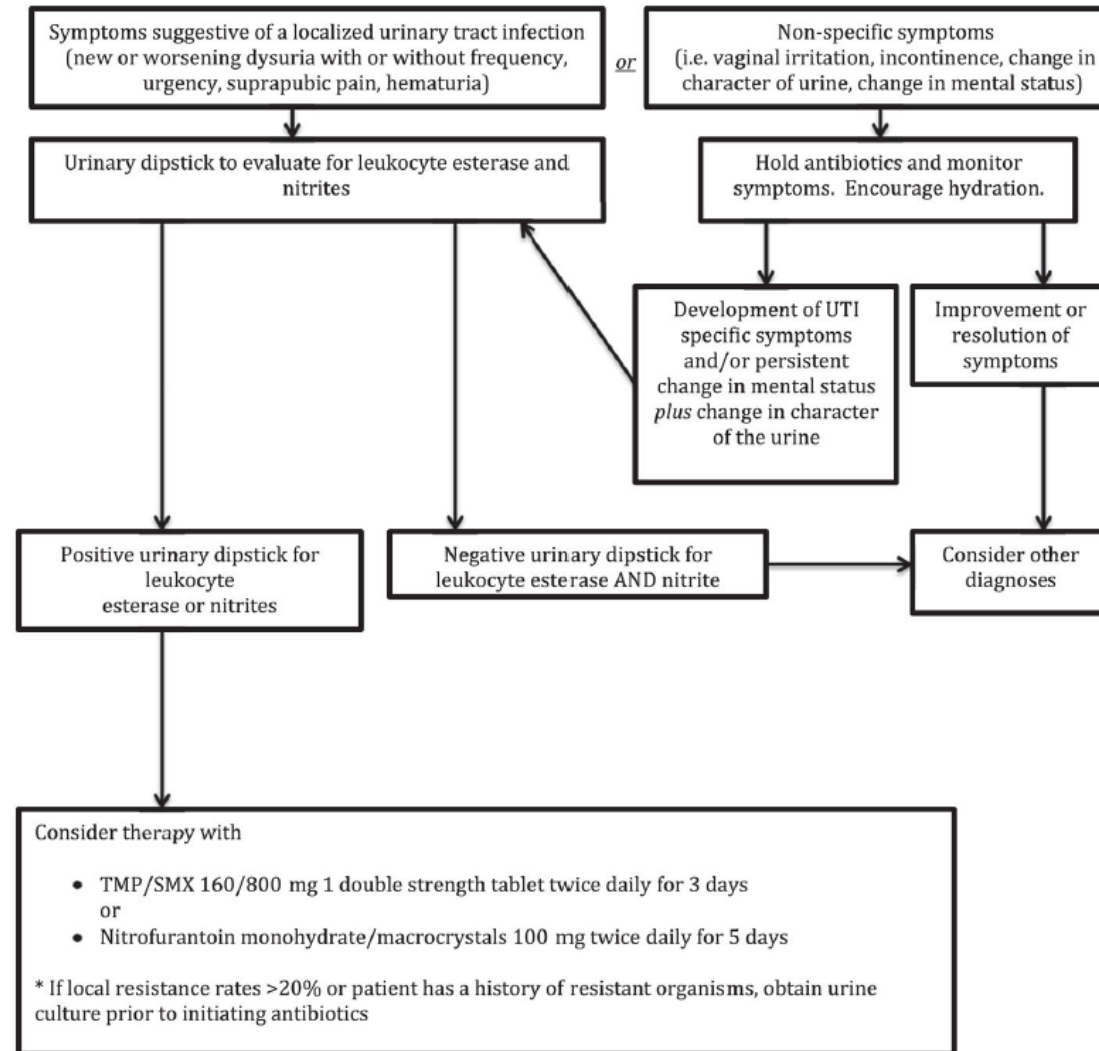 Symptoms suggestive of a localized urinary tract infection
(new or worsening dysuria with or without frequency,
urgency, suprapubic pain, hematuria)
or
Non-specific symptoms
(i.e. vaginal irritation, incontinence, change in
character of urine, change in mental status)
Urinary dipstick to evaluate for leukocyte esterase and
nitrites
Hold antibiotics and monitor
symptoms. Encourage hydration.
Development of UTI
specific symptoms
and/or persistent
change in mental status
plus change in character
of the urine
Improvement or
resolution of
symptoms
Positive urinary dipstick for
leukocyte
esterase or nitrites
Negative urinary dipstick for
leukocyte esterase AND nitrite
Consider other
diagnoses
Consider therapy with
• TMP/SMX 160/800 mg 1 double strength tablet twice daily for 3 days
or
• Nitrofurantoin monohydrate/macrocrystals 100 mg twice daily for 5 days
* If local resistance rates >20% or patient has a history of resistant organisms, obtain urine
culture prior to initiating antibiotics